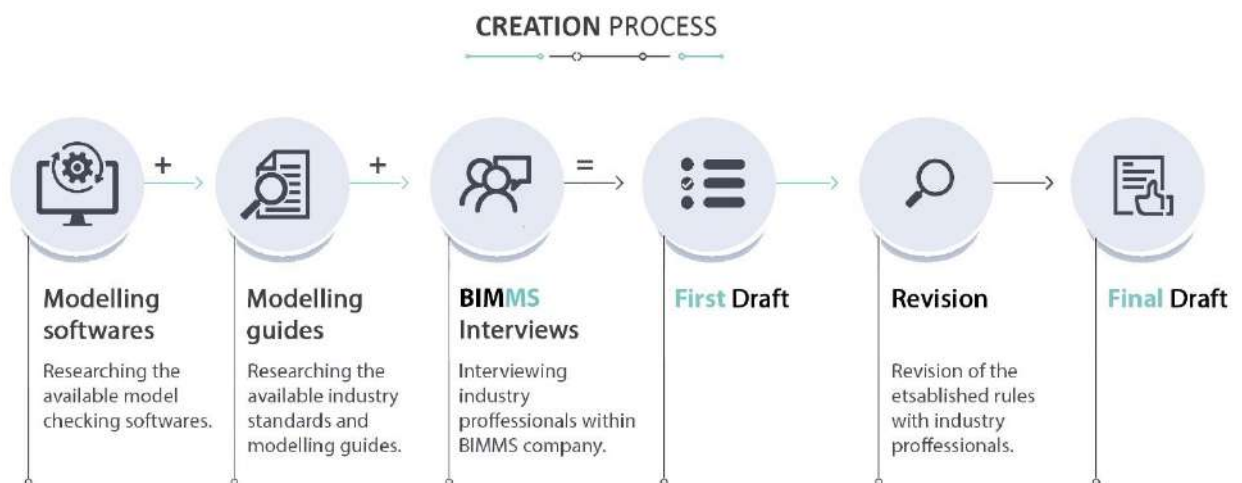 CREATION PROCESS
+
+
=
Modelling
softwares
Researching the
available model
checking softwares.
Modelling
guides
Researching the
available industry
standards and
modelling guides.
BIMMS
Interviews
Interviewing
industry
proffessionals within
BIMMS company.
First Draft
Revision
Revision of the
etsablished rules
with industry
proffessionals.
Final Draft